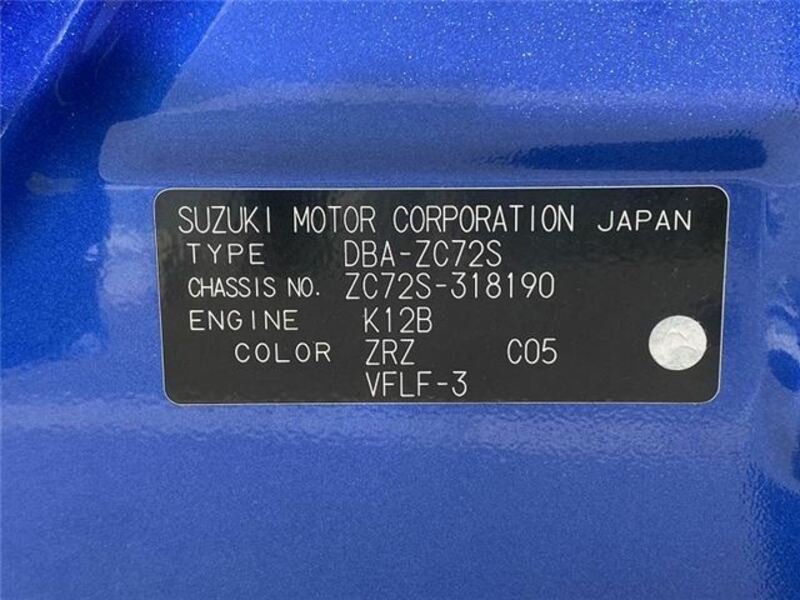 SUZUKI MOTOR CORPORATION JAPAN
TYPE DBA-ZC72S
CHASSIS NO. ZC72S-318190
ENGINE K12B
COLOR ZRZ C05
VFLF-3